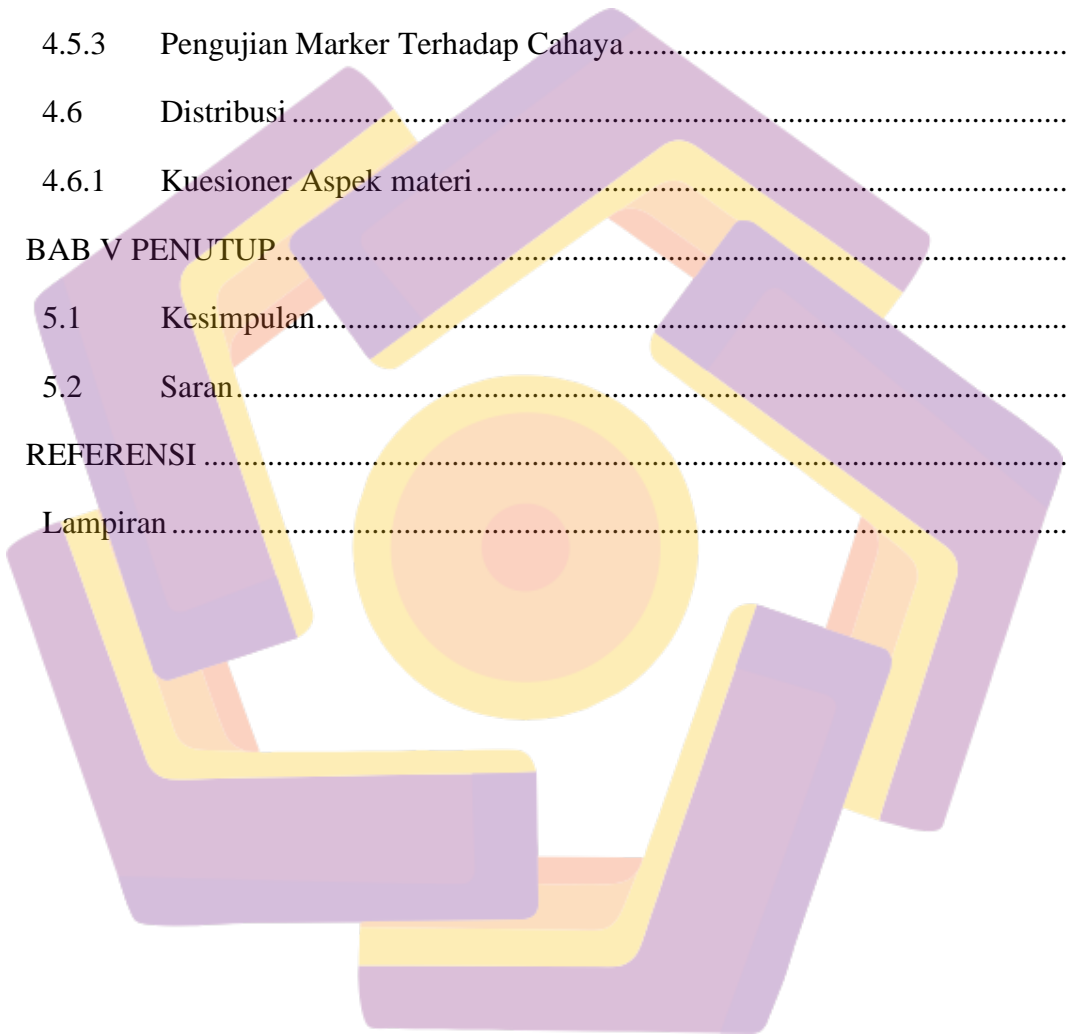 4.5.3 Pengujian Marker Terhadap Cahaya........................................................
4.6 Distribusi....................................................................................................
4.6.1 Kuesioner Aspek materi............................................................................
BAB V PENUTUP.....................................................................................................
5.1 Kesimpulan.................................................................................................
5.2 Saran...........................................................................................................
REFERENSI..............................................................................................................
Lampiran..................................................................................................................